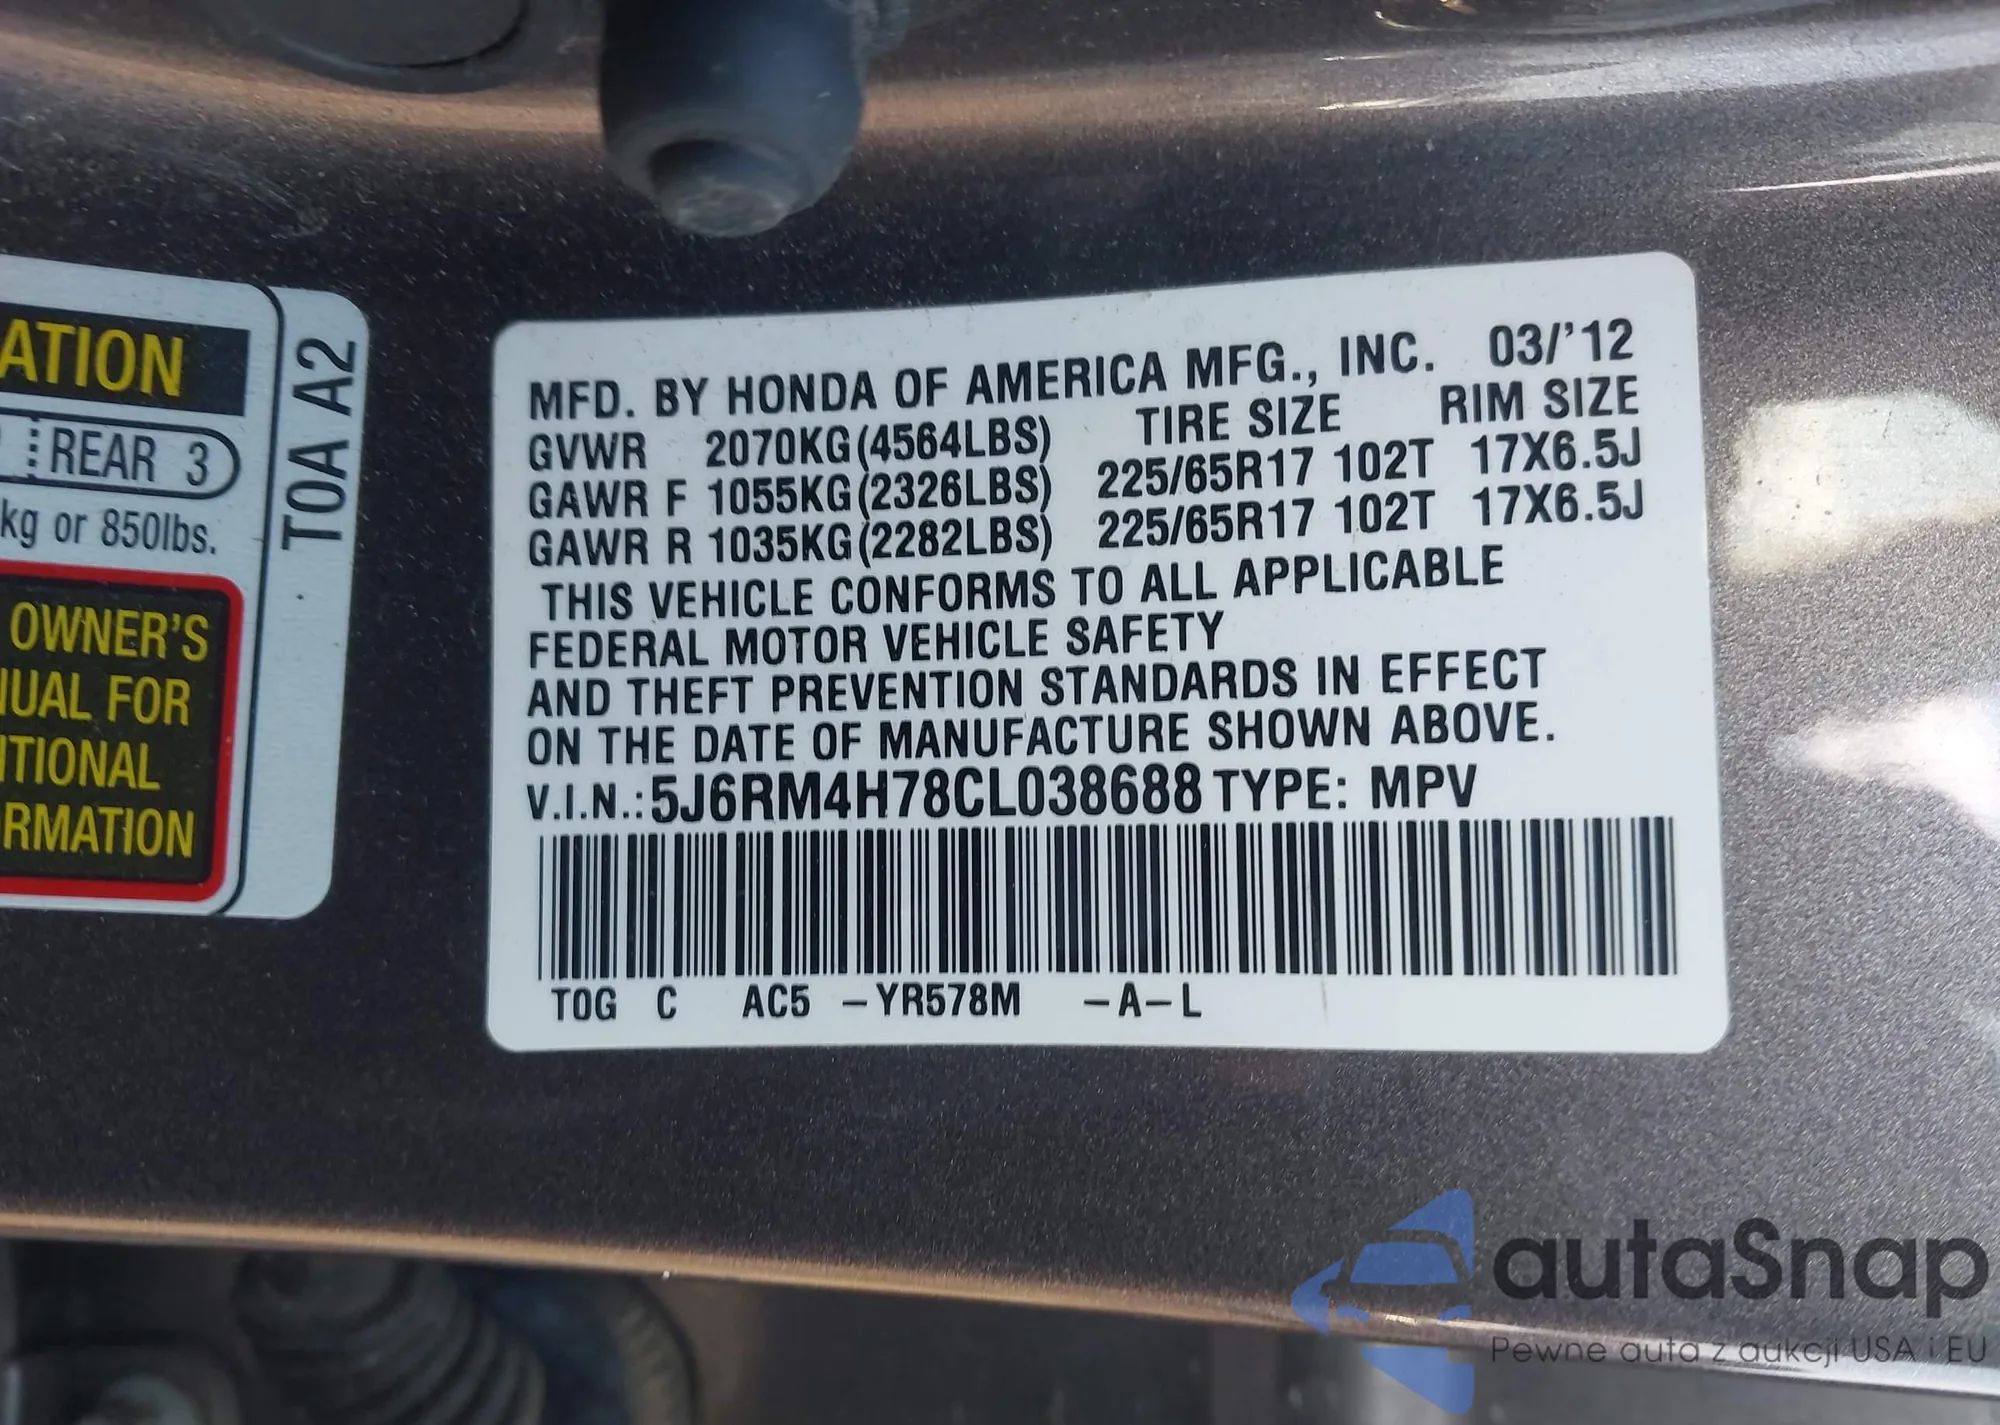 ATION
REAR 3
kg or 850lbs.
OWNER'S
FOR
RMATION
T0A A2
MFD. BY HONDA OF AMERICA MFG., INC. 03/'12
GVWR 2070KG(4564LBS) TIRE SIZE RIM SIZE
GAWR F 1055KG(2326LBS) 225/65R17 102T 17X6.5J
GAWR R 1035KG(2282LBS) 225/65R17 102T 17X6.5J
THIS VEHICLE CONFORMS TO ALL APPLICABLE
FEDERAL MOTOR VEHICLE SAFETY
AND THEFT PREVENTION STANDARDS IN EFFECT
ON THE DATE OF MANUFACTURE SHOWN ABOVE.
V.I.N.: 5J6RM4H78CL038688 TYPE: MPV
T0G C AC5 -YR578M -A-L
autaSnap
Pewne auta z aukcji USA i EU